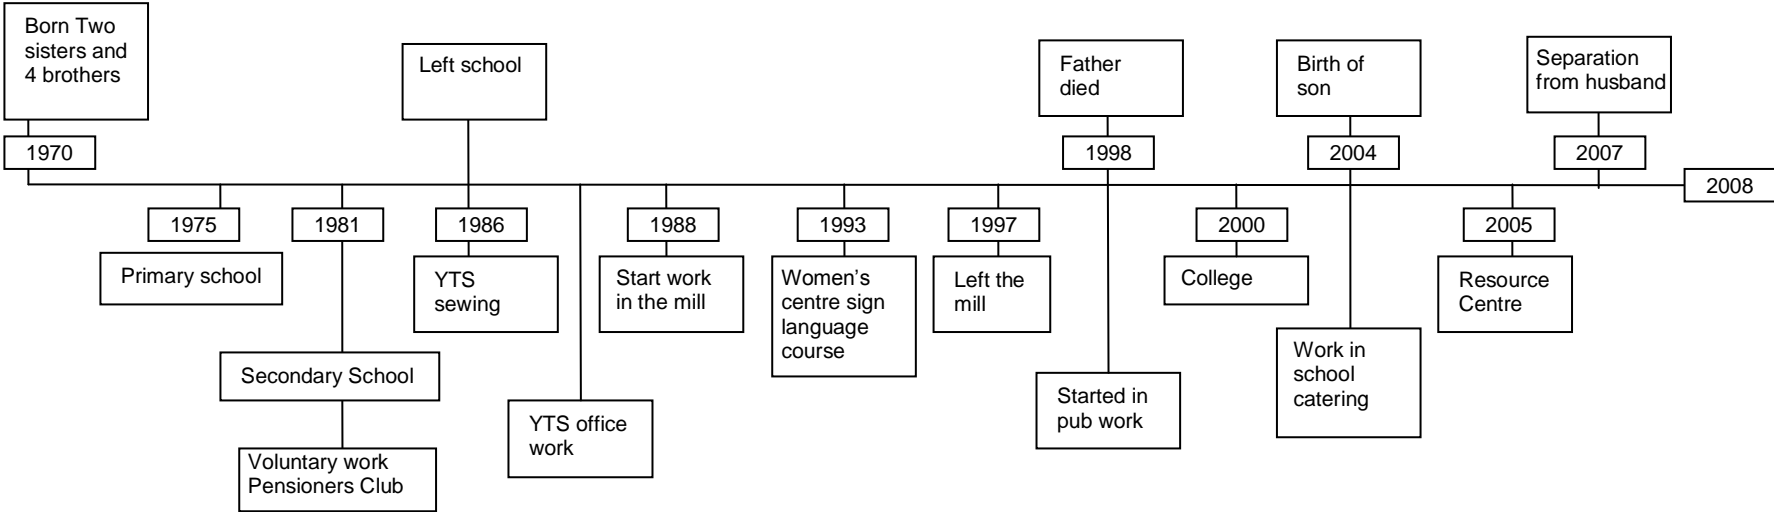 Born Two
sisters and
4 brothers
Left school
Father
died
Birth of
son
Separation
from husband
1970
1998
2004
2007
2008
1975
1981
1986
1988
1993
1997
2000
2005
Primary school
YTS
sewing
Start work
in the mill
Women’s
centre sign
language
course
Left the
mill
College
Resource
Centre
Secondary School
Work in
school
catering
Started in
pub work
YTS office
work
Voluntary work
Pensioners Club